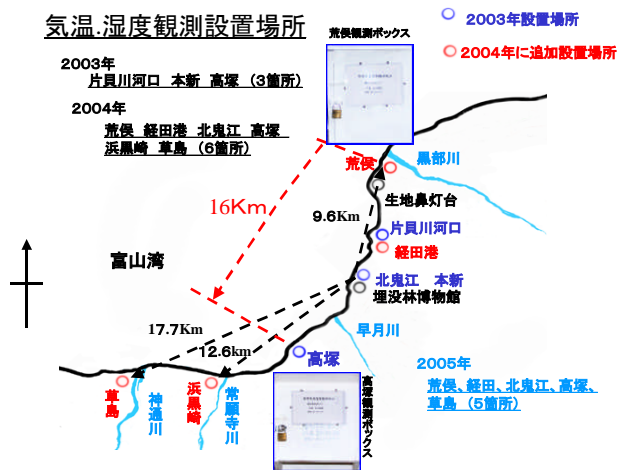 気温.湿度観測設置場所
荒俣観測ボックス
2003年設置場所
2004年に追加設置場所
2003年
片貝川河口 本新 高塚 (3箇所)
2004年
荒俣 経田港 北鬼江 高塚
浜黒崎 草島 (6箇所)
荒俣
黒部川
生地鼻灯台
16Km
9.6Km
片貝川河口
経田港
富山湾
北鬼江 本新
埋没林博物館
17.7Km
12.6km
早月川
高塚
2005年
荒俣、経田、北鬼江、高塚、
草島 (5箇所)
草島
神通川
浜黒崎
常願寺川
高塚観測ボックス